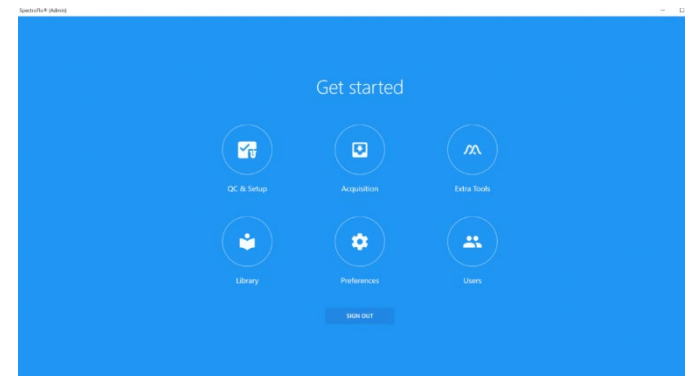 SpectroFlo® (Admin)
Get started
QC & Setup
Acquisition
Extra Tools
Library
Preferences
Users
SIGN OUT